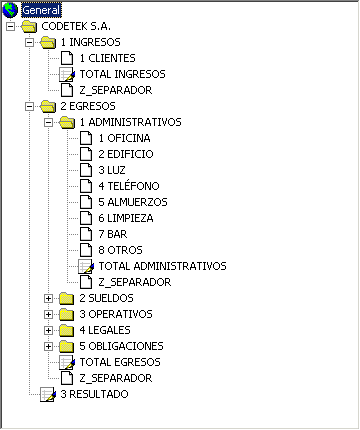 General
CODETEK S.A.
1 INGRESOS
1 CLIENTES
TOTAL INGRESOS
Z_SEPARADOR
2 EGRESOS
1 ADMINISTRATIVOS
1 OFICINA
2 EDIFICIO
3 LUZ
4 TELÉFONO
5 ALMUERZOS
6 LIMPIEZA
7 BAR
8 OTROS
TOTAL ADMINISTRATIVOS
Z_SEPARADOR
2 SUELDOS
3 OPERATIVOS
4 LEGALES
5 OBLIGACIONES
TOTAL EGRESOS
Z_SEPARADOR
3 RESULTADO